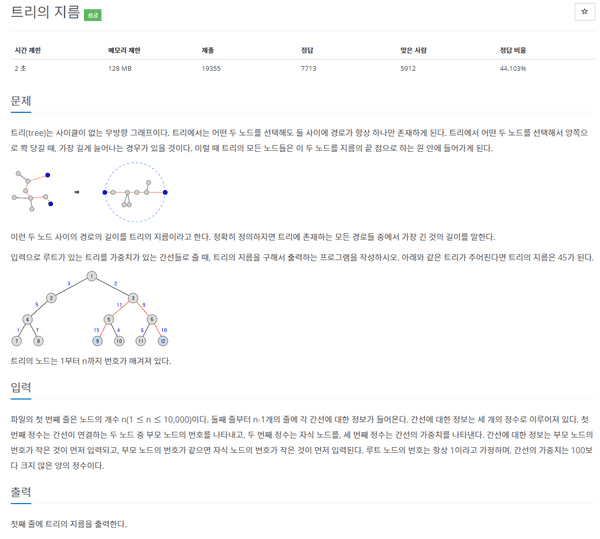 트리의 지름 성공
☆
시간 제한 메모리 제한 제출 정답 맞은 사람 정답 비율
2 초 128 MB 19355 7713 5912 44.103%
문제
트리(tree)는 사이클이 없는 무방향 그래프이다. 트리에서는 어떤 두 노드를 선택해도 둘 사이에 경로가 항상 하나만 존재하게 된다. 트리에서 어떤 두 노드를 선택해서 양쪽으
로 쫙 당길 때, 가장 길게 늘어나는 경우가 있을 것이다. 이럴 때 트리의 모든 노드들은 이 두 노드를 지름의 끝 점으로 하는 원 안에 들어가게 된다.
이런 두 노드 사이의 경로의 길이를 트리의 지름이라고 한다. 정확히 정의하자면 트리에 존재하는 모든 경로들 중에서 가장 긴 것의 길이를 말한다.
입력으로 루트가 있는 트리를 가중치가 있는 간선들로 줄 때, 트리의 지름을 구해서 출력하는 프로그램을 작성하시오. 아래와 같은 트리가 주어진다면 트리의 지름은 45가 된다.
1
3 2
2 3
5 11 9
4 5 6
1 7 15 4 6 10
7 8 9 10 11 12
트리의 노드는 1부터 n까지 번호가 매겨져 있다.
입력
파일의 첫 번째 줄은 노드의 개수 n(1 ≤ n ≤ 10,000)이다. 둘째 줄부터 n-1개의 줄에 각 간선에 대한 정보가 들어온다. 간선에 대한 정보는 세 개의 정수로 이루어져 있다. 첫
번째 정수는 간선이 연결하는 두 노드 중 부모 노드의 번호를 나타내고, 두 번째 정수는 자식 노드를, 세 번째 정수는 간선의 가중치를 나타낸다. 간선에 대한 정보는 부모 노드의
번호가 작은 것이 먼저 입력되고, 부모 노드의 번호가 같으면 자식 노드의 번호가 작은 것이 먼저 입력된다. 루트 노드의 번호는 항상 1이라고 가정하며, 간선의 가중치는 100보
다 크지 않은 양의 정수이다.
출력
첫째 줄에 트리의 지름을 출력한다.